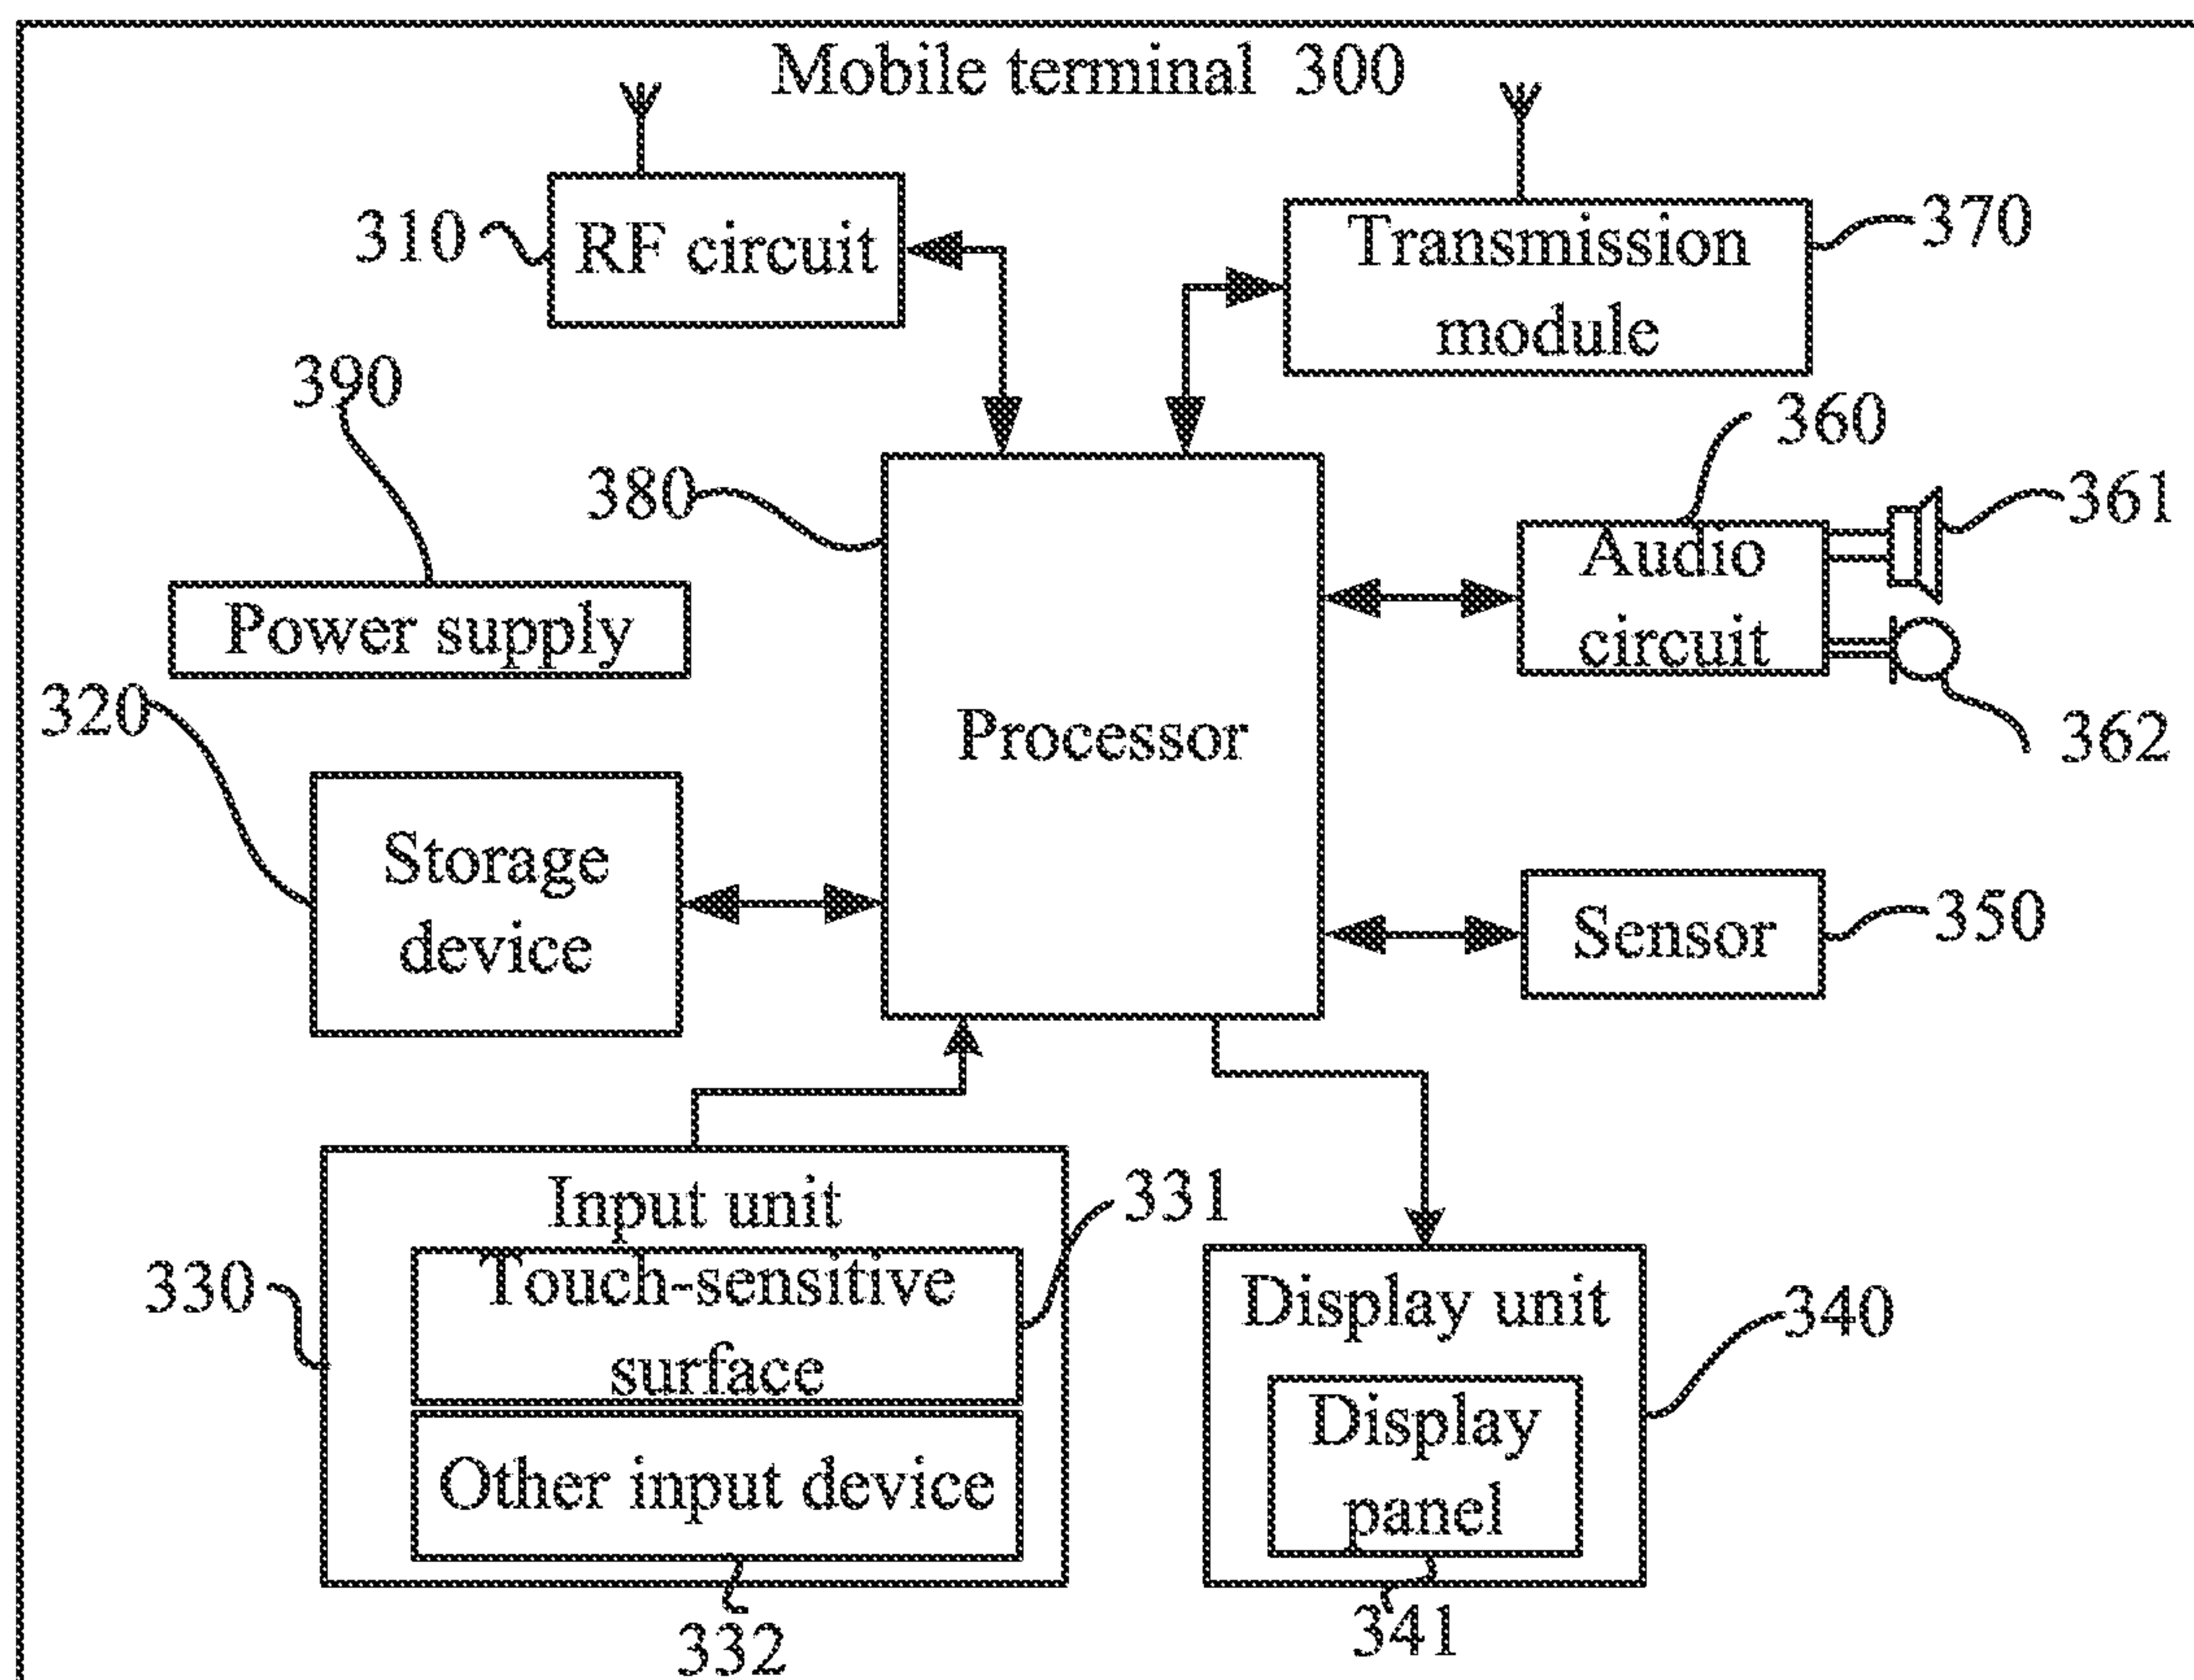 Mobile terminal 300
310
RF circuit
Transmission
module
370
390
380
360
361
Audio
circuit
362
Power supply
320
Processor
Storage
device
Sensor
350
Input unit
331
330
Touch-sensitive
surface
Other input device
332
Display unit
340
Display
panel
341